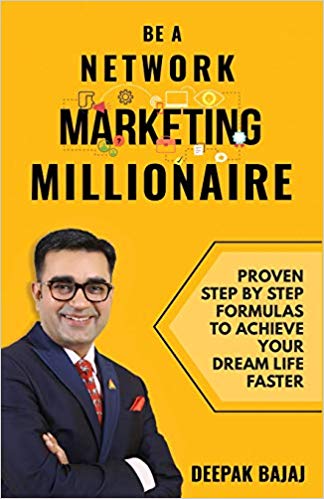 BE A
NETWORK
MARKETING
MILLIONAIRE
PROVEN
STEP BY STEP
FORMULAS
TO ACHIEVE
YOUR
DREAM LIFE
FASTER
DEEPAK BAJAJ